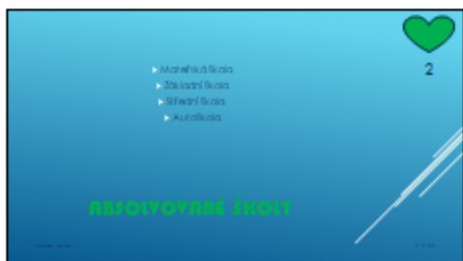 2
Mateřská škola
Základní škola
Střední škola
Autoškola
ABSOLVOVANÉ ŠKOLY